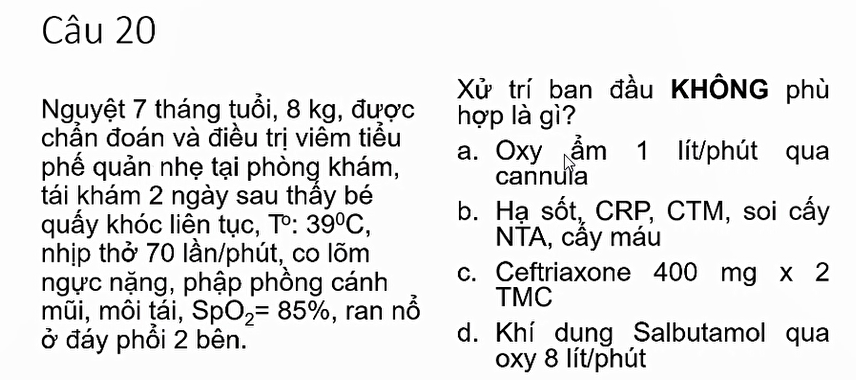 Câu 20
Nguyệt 7 tháng tuổi, 8 kg, được
chẩn đoán và điều trị viêm tiểu
phế quản nhẹ tại phòng khám,
tái khám 2 ngày sau thấy bé
quấy khóc liên tục, Tº: 39⁰C,
nhịp thở 70 lần/phút, co lõm
ngực nặng, phập phồng cánh
mũi, môi tái, SpO₂= 85%, ran nổ
ở đáy phổi 2 bên.
Xử trí ban đầu KHÔNG phù
hợp là gì?
a. Oxy ẩm 1 lít/phút qua
cannula
b. Hạ sốt, CRP, CTM, soi cấy
NTA, cấy máu
c. Ceftriaxone 400 mg x 2
TMC
d. Khí dung Salbutamol qua
oxy 8 lít/phút